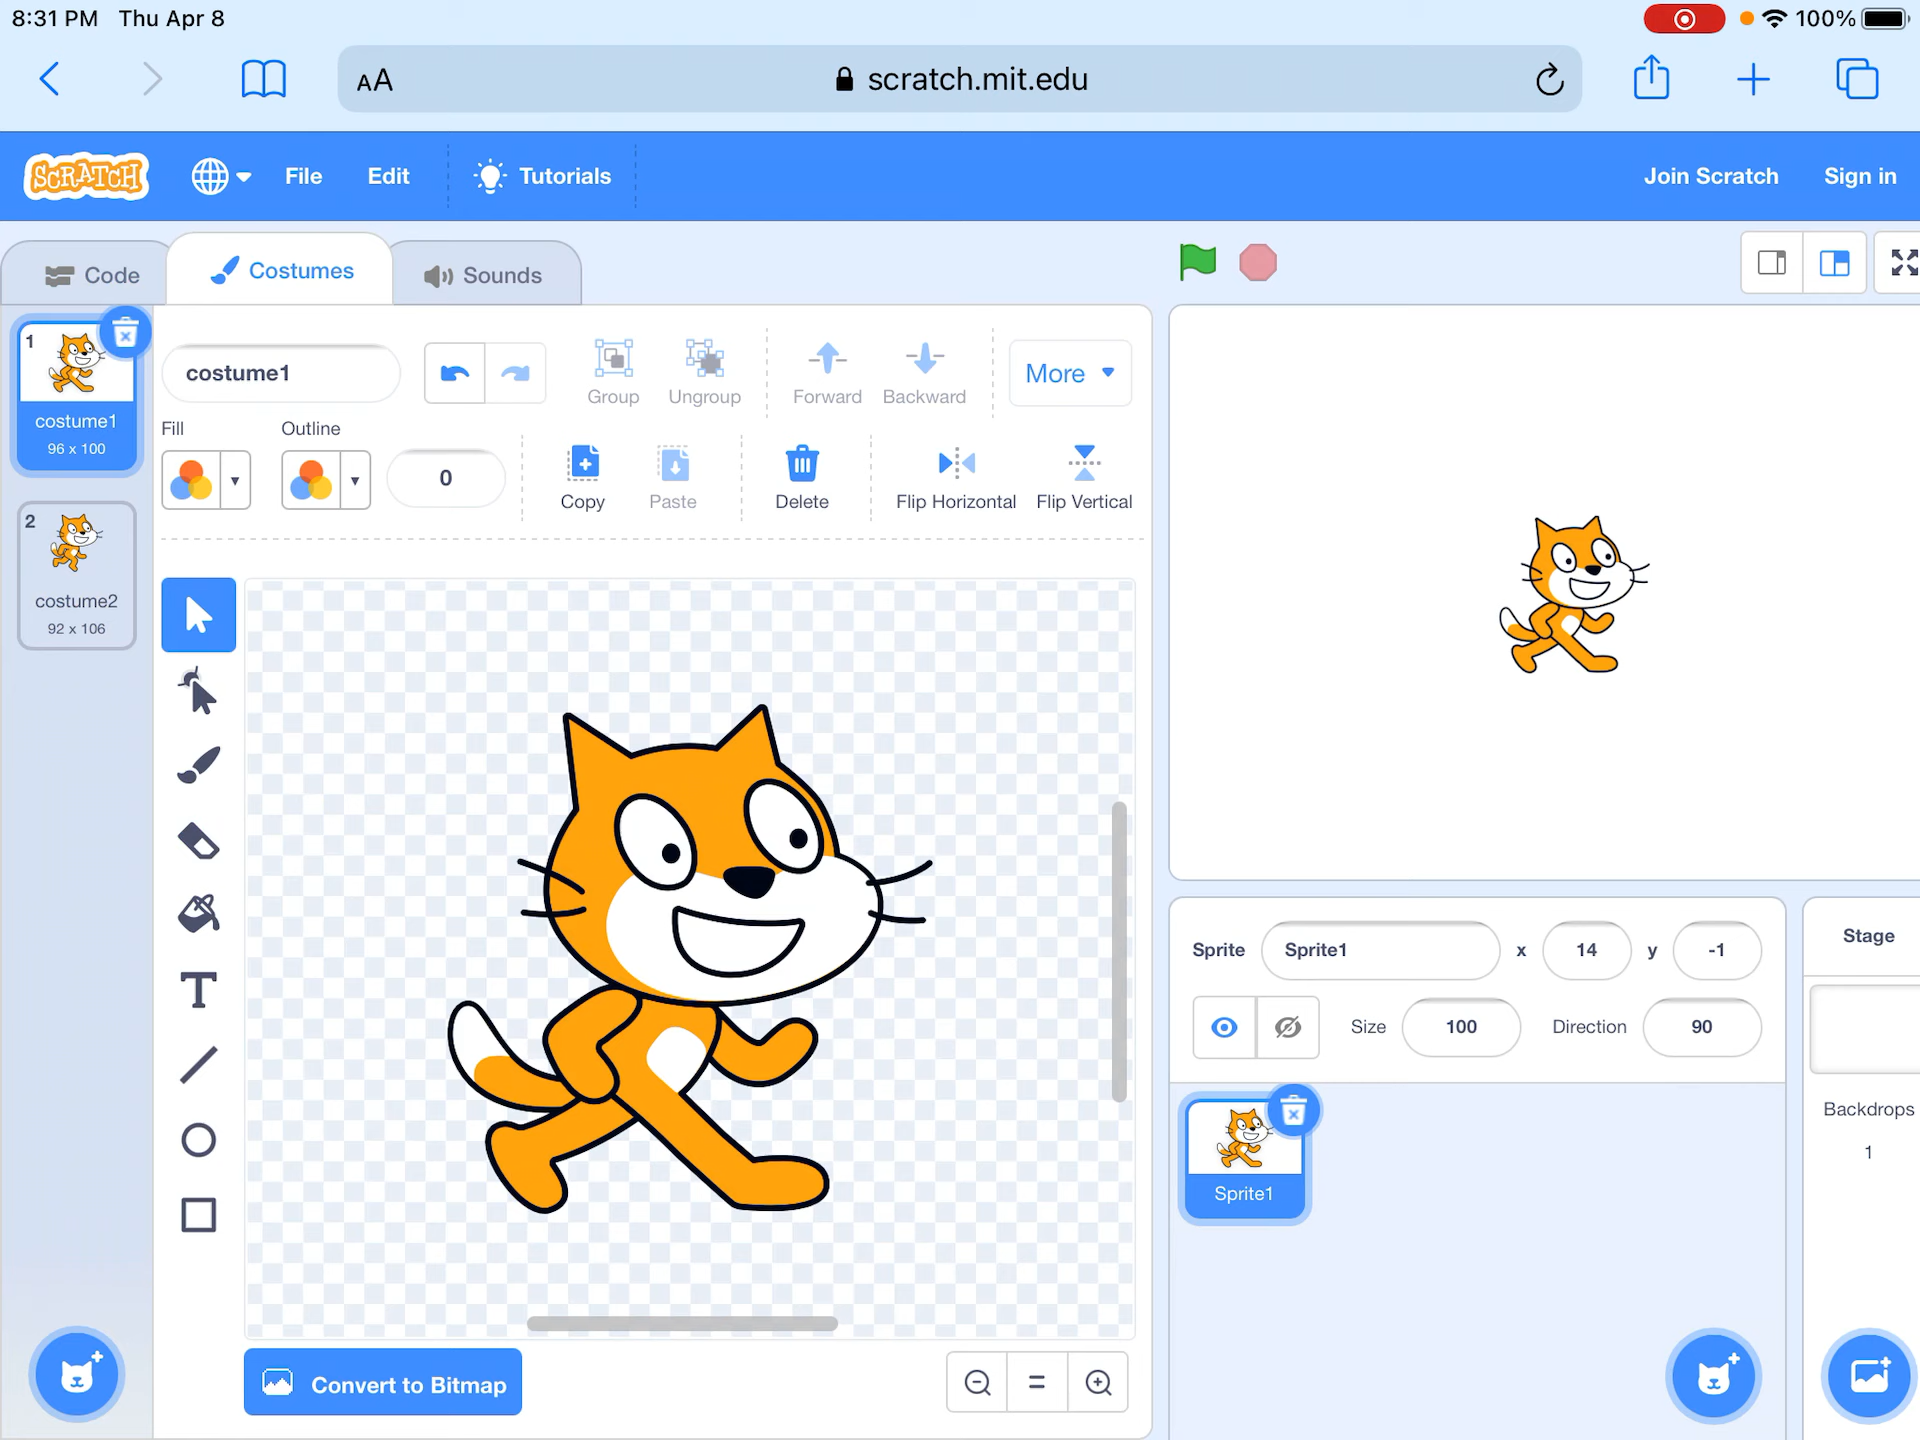 8:31 PM Thu Apr 8
100%
AA
scratch.mit.edu
SCRATCH
File
Edit
Tutorials
Join Scratch
Sign in
Code
Costumes
Sounds
1
costume1
96 x 100
2
costume2
92 x 106
costume1
Group
Ungroup
Forward
Backward
More
Fill
Outline
0
Copy
Paste
Delete
Flip Horizontal
Flip Vertical
T
Convert to Bitmap
=
Sprite
Sprite1
x
14
y
-1
Size
100
Direction
90
Sprite1
Stage
Backdrops
1